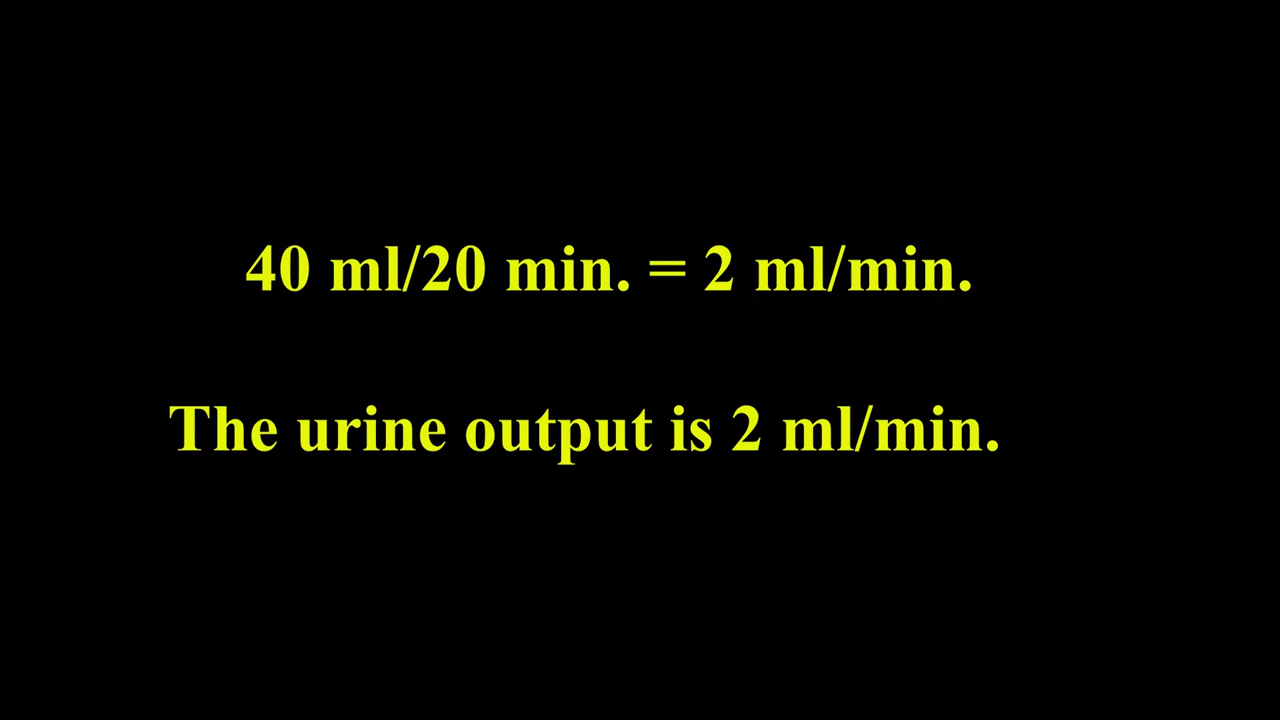 40 ml/20 min. = 2 ml/min.
The urine output is 2 ml/min.